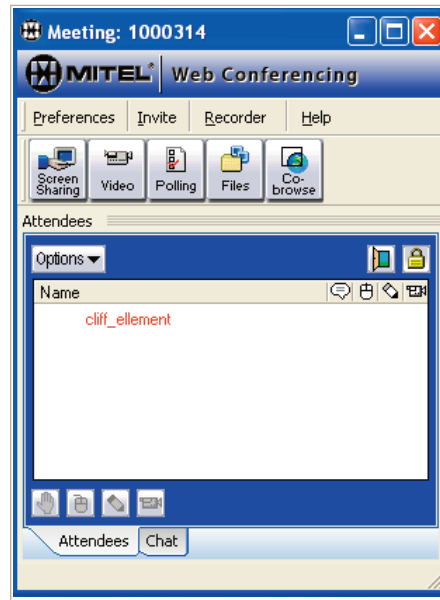 Meeting: 1000314
MITEL® Web Conferencing
Preferences Invite Recorder Help
Screen Sharing Video Polling Files Co-browse
Attendees
Options
Name
cliff_ellement
Attendees Chat